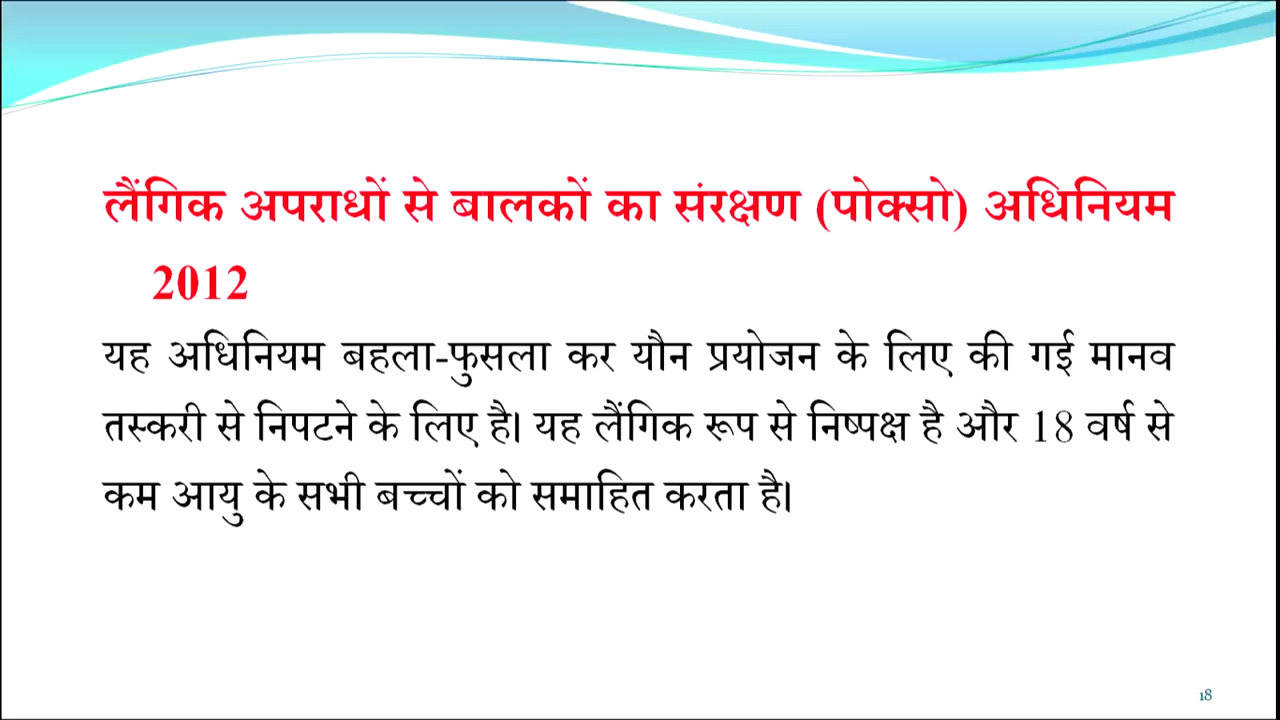 लैंगिक अपराधों से बालकों का संरक्षण (पोक्सो) अधिनियम
2012
यह अधिनियम बहला-फुसला कर यौन प्रयोजन के लिए की गई मानव
तस्करी से निपटने के लिए है। यह लैंगिक रूप से निष्पक्ष है और 18 वर्ष से
कम आयु के सभी बच्चों को समाहित करता है।
18